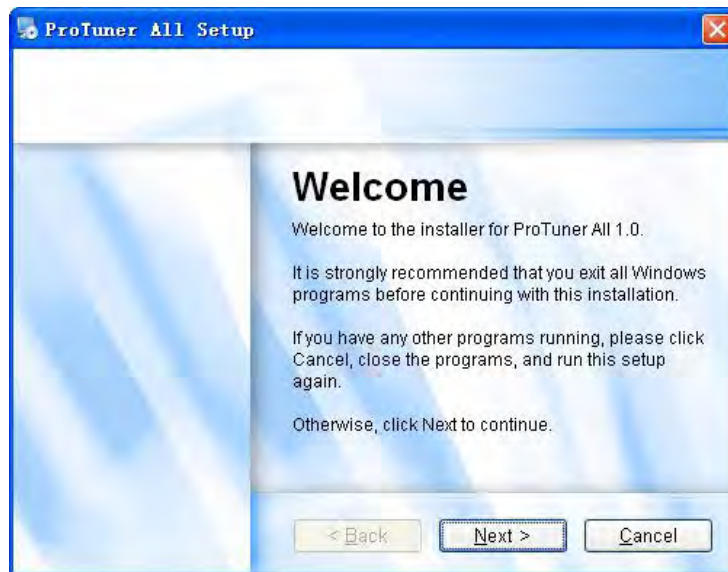 ProTuner All Setup
Welcome
Welcome to the installer for ProTuner All 1.0.
It is strongly recommended that you exit all Windows
programs before continuing with this installation.
If you have any other programs running, please click
Cancel, close the programs, and run this setup
again.
Otherwise, click Next to continue.
< Back   Next >   Cancel